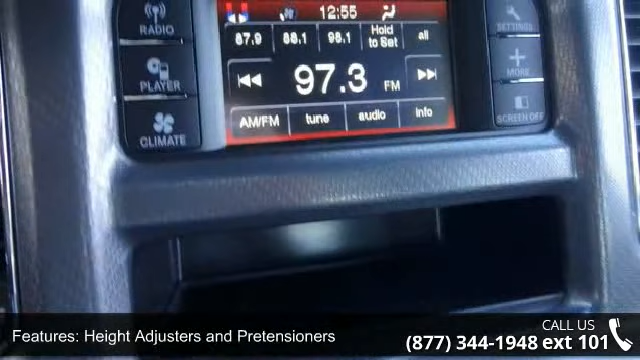 RADIO
PLAYER
CLIMATE
12:55
87.9 88.1 98.1 Hold to Set all
97.3 FM
AM/FM tune audio info
SETTINGS
MORE
SCREEN OFF
Features: Height Adjusters and Pretensioners
CALL US
(877) 344-1948 ext 101